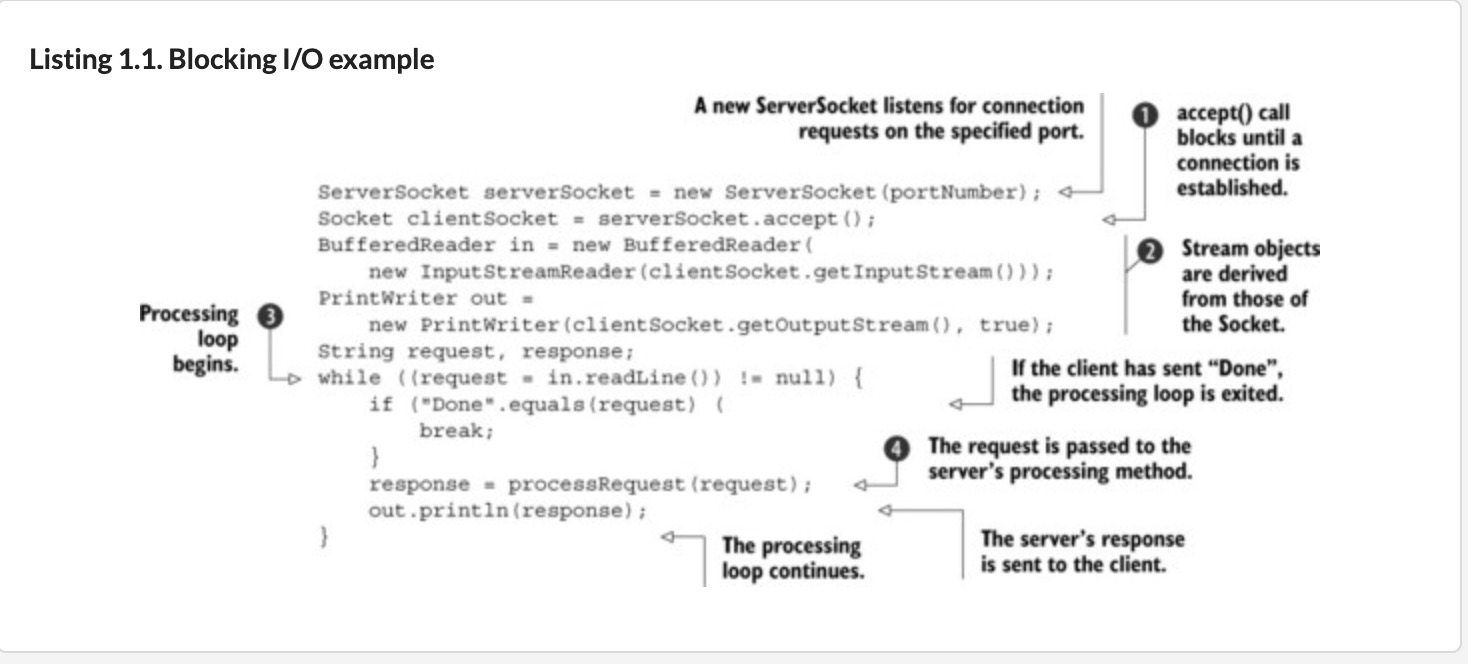 Listing 1.1. Blocking I/O example
A new ServerSocket listens for connection
requests on the specified port.
1 accept() call
blocks until a
connection is
established.
ServerSocket serverSocket = new ServerSocket(portNumber);
Socket clientSocket = serverSocket.accept();
BufferedReader in = new BufferedReader(
new InputStreamReader(clientSocket.getInputStream()));
PrintWriter out =
new PrintWriter(clientSocket.getOutputStream(), true);
2 Stream objects
are derived
from those of
the Socket.
Processing 3
loop
begins.
String request, response;
while ((request = in.readLine()) != null) {
if ("Done".equals(request) (
break;
}
If the client has sent “Done”,
the processing loop is exited.
4 The request is passed to the
server’s processing method.
response = processRequest(request);
out.println(response);
}
The server’s response
is sent to the client.
The processing
loop continues.